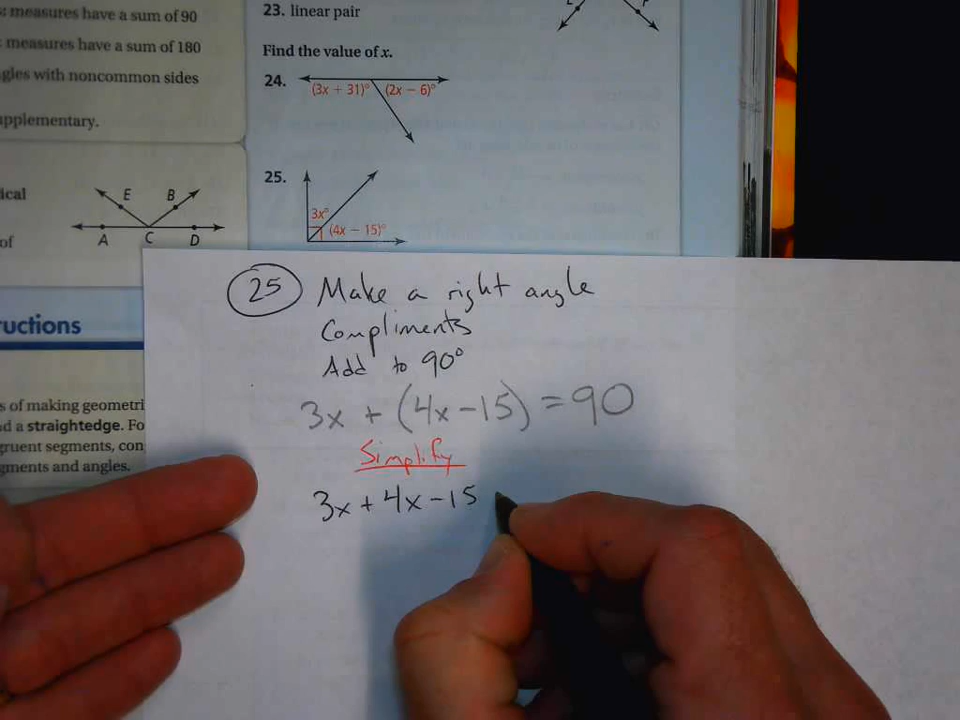 : measures have a sum of 90
: measures have a sum of 180
gles with noncommon sides
upplementary.
ical
E B
A C D
of
ructions
s of making geometri
d a straightedge. Fo
gruent segments, con
gments and angles.
23. linear pair
Find the value of x.
24.
(3x + 31)° (2x − 6)°
25.
3x°
(4x − 15)°
25 Make a right angle
Compliments
Add to 90°
3x + (4x − 15) = 90
Simplify
3x + 4x − 15